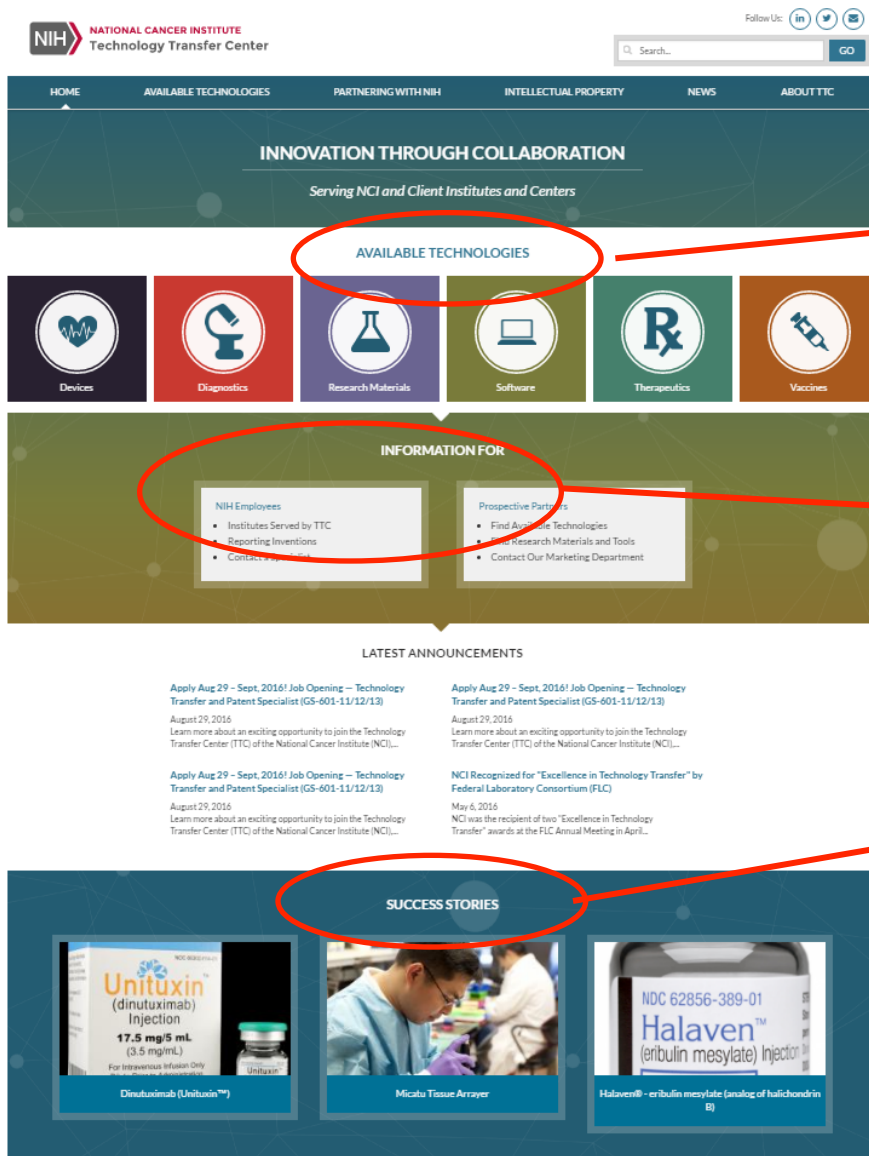 Follow Us:
NIH
NATIONAL CANCER INSTITUTE
Technology Transfer Center
Search...
GO
HOME AVAILABLE TECHNOLOGIES PARTNERING WITH NIH INTELLECTUAL PROPERTY NEWS ABOUT TTC
INNOVATION THROUGH COLLABORATION
Serving NCI and Client Institutes and Centers
AVAILABLE TECHNOLOGIES
Devices Diagnostics Research Materials Software Therapeutics Vaccines
INFORMATION FOR
NIH Employees
• Institutes Served by TTC
• Reporting Inventions
• Contact a Specialist
Prospective Partners
• Find Available Technologies
• Find Research Materials and Tools
• Contact Our Marketing Department
LATEST ANNOUNCEMENTS
Apply Aug 29 – Sept, 2016! Job Opening — Technology
Transfer and Patent Specialist (GS-601-11/12/13)
August 29, 2016
Learn more about an exciting opportunity to join the Technology
Transfer Center (TTC) of the National Cancer Institute (NCI),...
Apply Aug 29 – Sept, 2016! Job Opening — Technology
Transfer and Patent Specialist (GS-601-11/12/13)
August 29, 2016
Learn more about an exciting opportunity to join the Technology
Transfer Center (TTC) of the National Cancer Institute (NCI),...
Apply Aug 29 – Sept, 2016! Job Opening — Technology
Transfer and Patent Specialist (GS-601-11/12/13)
August 29, 2016
Learn more about an exciting opportunity to join the Technology
Transfer Center (TTC) of the National Cancer Institute (NCI),...
NCI Recognized for "Excellence in Technology Transfer" by
Federal Laboratory Consortium (FLC)
May 6, 2016
NCI was the recipient of two "Excellence in Technology
Transfer" awards at the FLC Annual Meeting in April...
SUCCESS STORIES
Unituxin
(dinutuximab)
Injection
17.5 mg/5 mL
(3.5 mg/mL)
For Intravenous Infusion Only
Unituxin
Dinutuximab (Unituxin™)
Micatu Tissue Arrayer
NDC 62856-389-01
Halaven™
(eribulin mesylate) Injection
Halaven® - eribulin mesylate (analog of halichondrin
B)